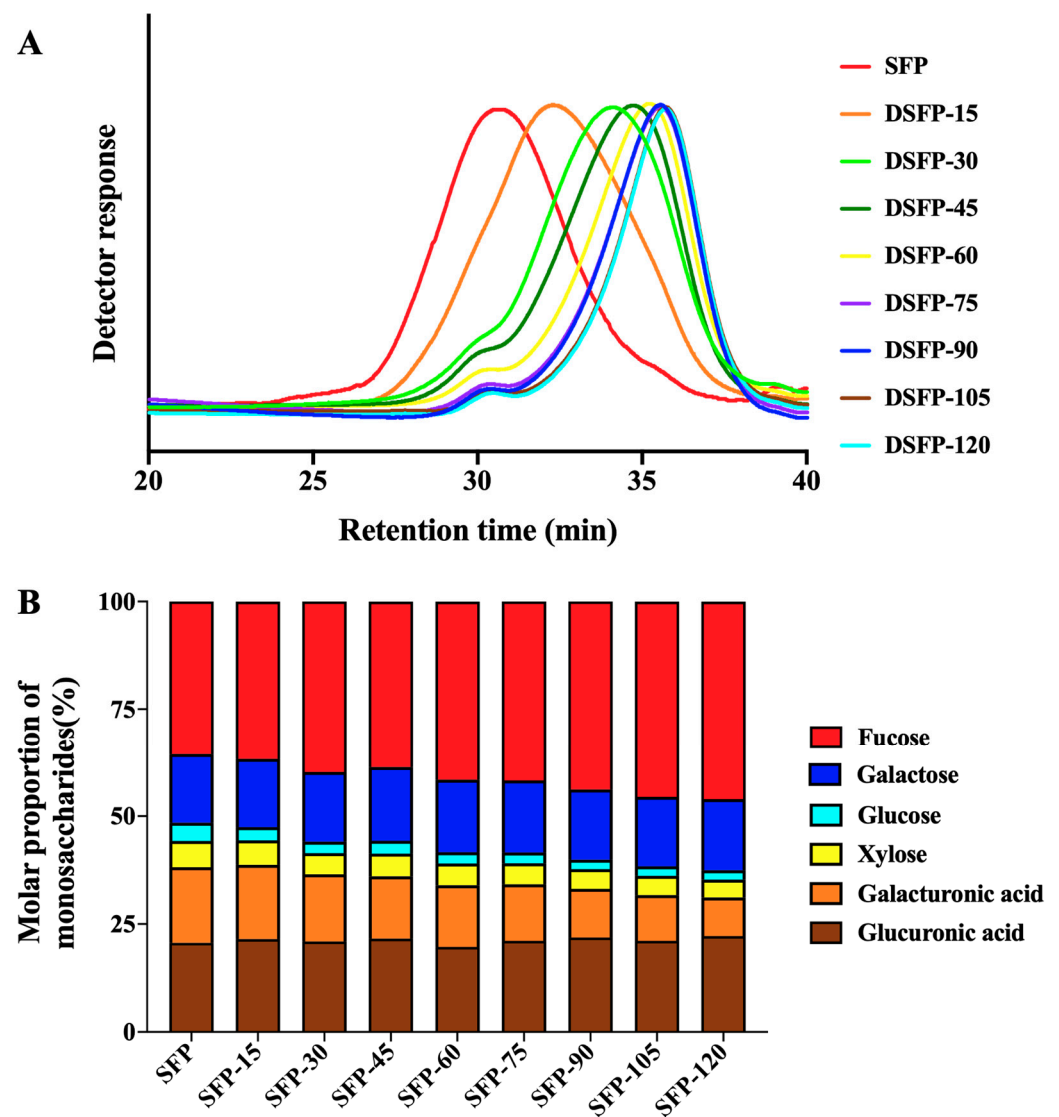 A
SFP
DSFP-15
DSFP-30
DSFP-45
DSFP-60
DSFP-75
DSFP-90
DSFP-105
DSFP-120
Detector response
20
25
30
35
40
Retention time (min)
B
100
75
50
25
0
Molar proportion of
monosaccharides(%)
Fucose
Galactose
Glucose
Xylose
Galacturonic acid
Glucuronic acid
SFP
SFP-15
SFP-30
SFP-45
SFP-60
SFP-75
SFP-90
SFP-105
SFP-120